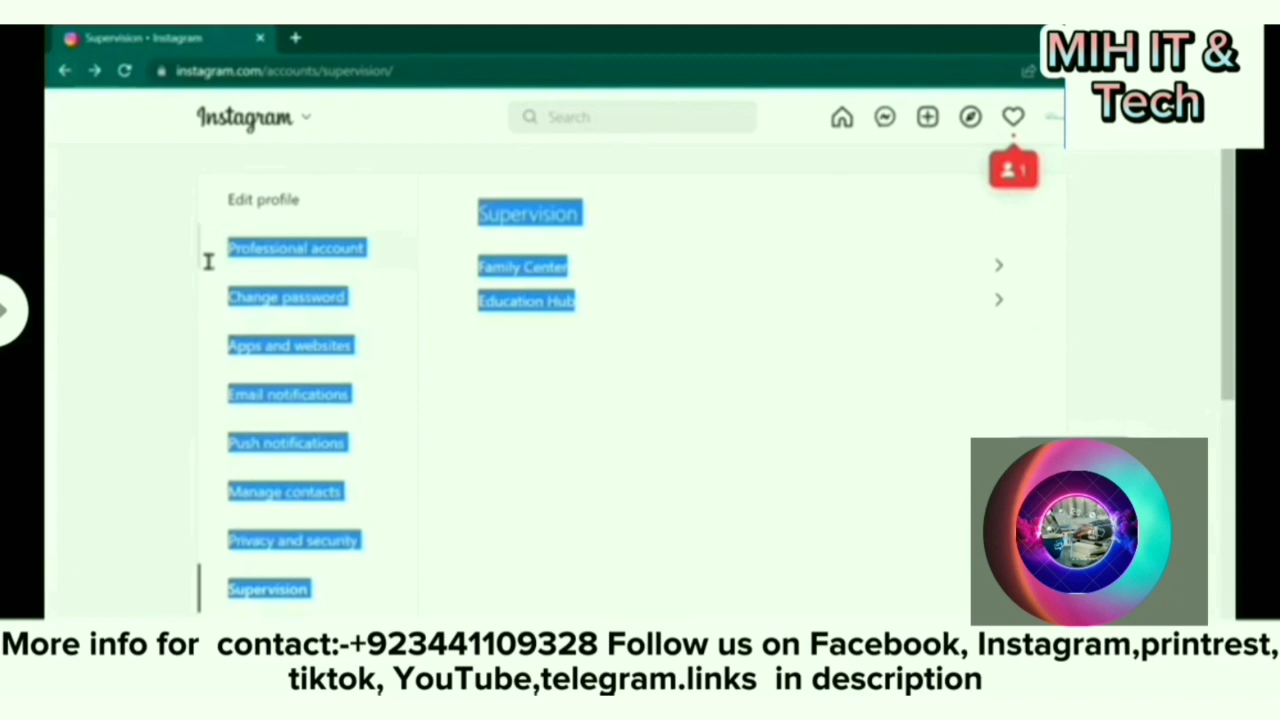 Supervision • Instagram
instagram.com/accounts/supervision/
MIH IT &
Tech
Instagram
Search
1
Edit profile
Professional account
Change password
Apps and websites
Email notifications
Push notifications
Manage contacts
Privacy and security
Supervision
Supervision
Family Center
Education Hub
More info for contact:-+923441109328 Follow us on Facebook, Instagram,printrest,
tiktok, YouTube,telegram.links in description